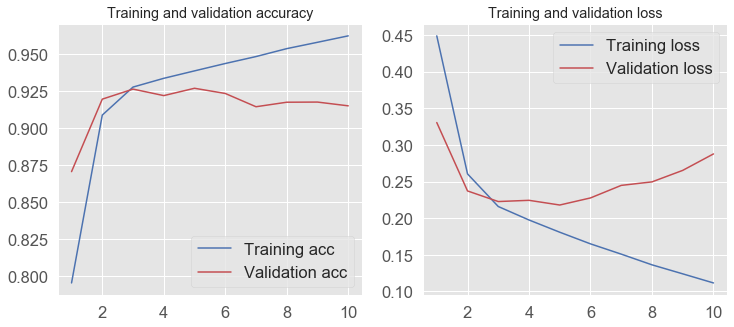 Training and validation accuracy
0.950
0.925
0.900
0.875
0.850
0.825
0.800
Training acc
Validation acc
2 4 6 8 10
Training and validation loss
0.45
0.40
0.35
0.30
0.25
0.20
0.15
0.10
Training loss
Validation loss
2 4 6 8 10